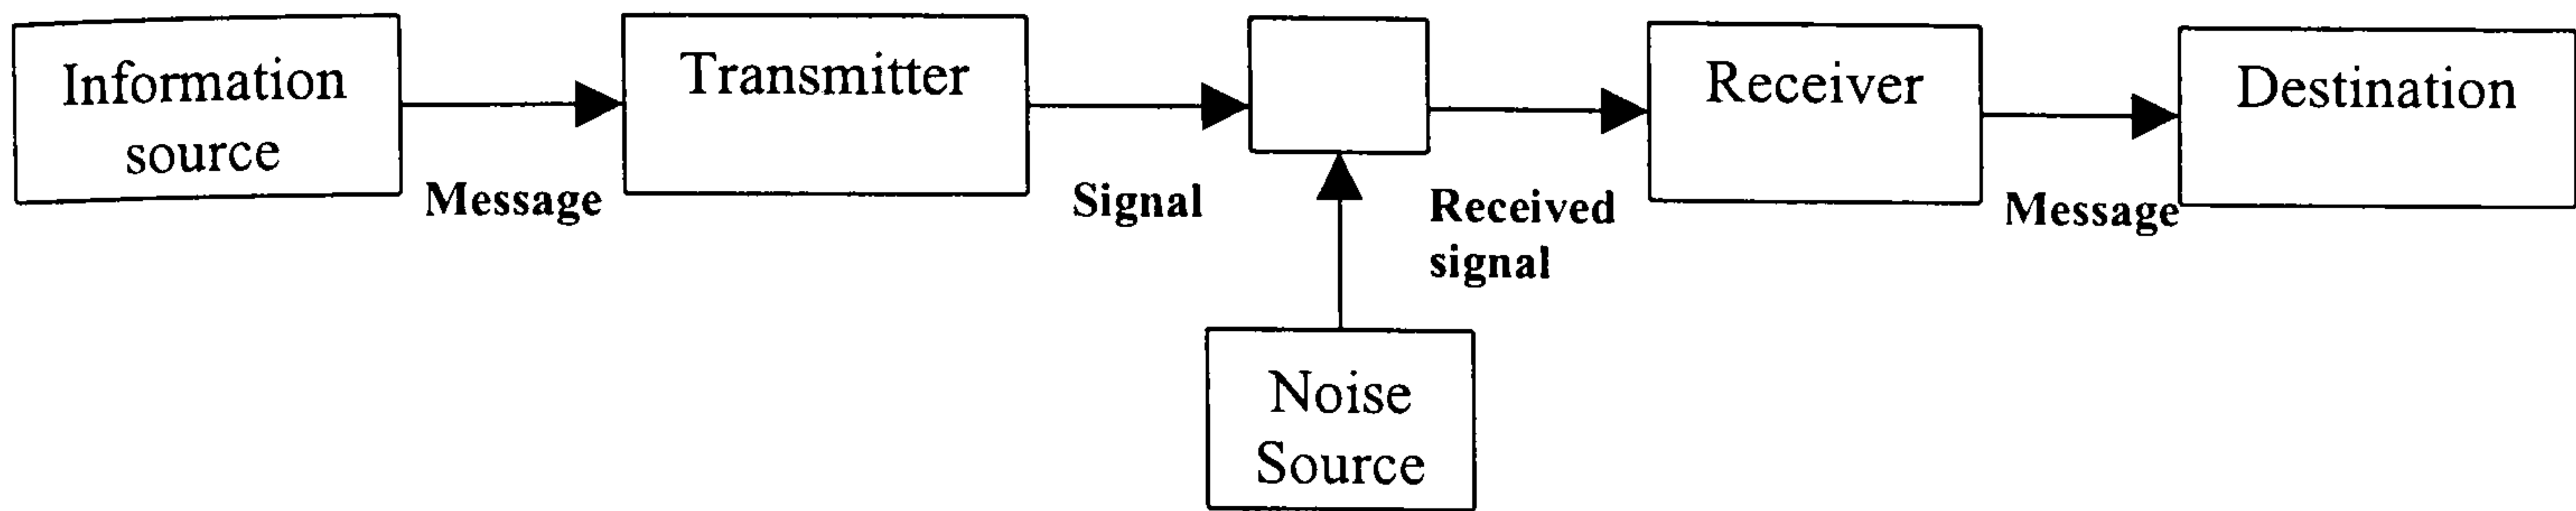 Information
source
Message
Transmitter
Signal
Received
signal
Receiver
Message
Destination
Noise
Source